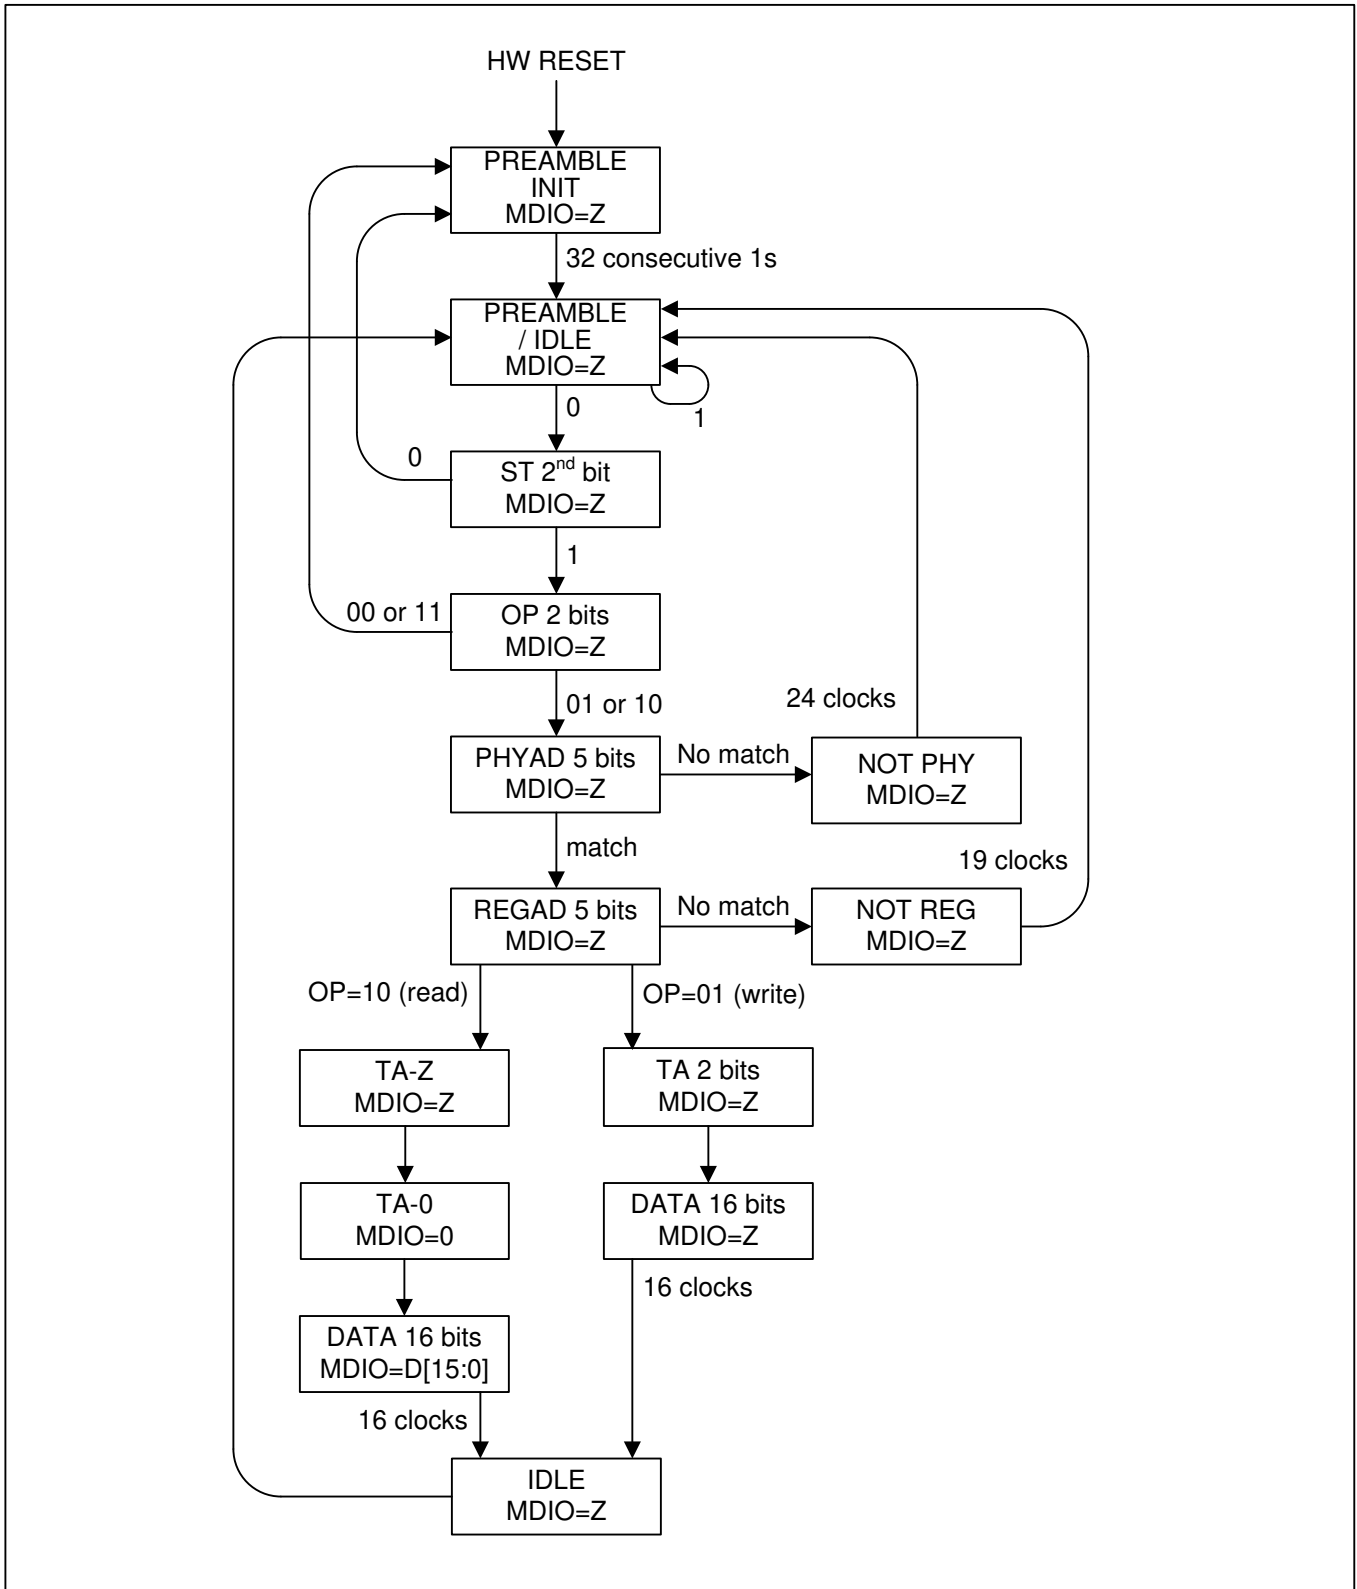 HW RESET
PREAMBLE
INIT
MDIO=Z
32 consecutive 1s
PREAMBLE
/ IDLE
MDIO=Z
1
0
0
ST 2nd bit
MDIO=Z
1
00 or 11
OP 2 bits
MDIO=Z
01 or 10
24 clocks
PHYAD 5 bits
MDIO=Z
No match
NOT PHY
MDIO=Z
match
19 clocks
REGAD 5 bits
MDIO=Z
No match
NOT REG
MDIO=Z
OP=10 (read)
OP=01 (write)
TA-Z
MDIO=Z
TA 2 bits
MDIO=Z
TA-0
MDIO=0
DATA 16 bits
MDIO=Z
16 clocks
DATA 16 bits
MDIO=D[15:0]
16 clocks
IDLE
MDIO=Z